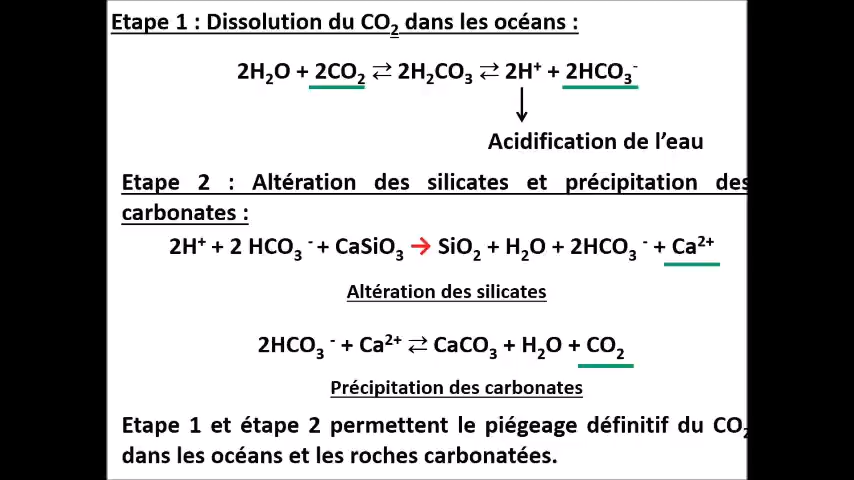 Etape 1 : Dissolution du CO₂ dans les océans :
2H₂O + 2CO₂ ⇄ 2H₂CO₃ ⇄ 2H⁺ + 2HCO₃⁻
Acidification de l'eau
Etape 2 : Altération des silicates et précipitation des
carbonates :
2H⁺ + 2 HCO₃ ⁻ + CaSiO₃ → SiO₂ + H₂O + 2HCO₃ ⁻ + Ca²⁺
Altération des silicates
2HCO₃ ⁻ + Ca²⁺ ⇄ CaCO₃ + H₂O + CO₂
Précipitation des carbonates
Etape 1 et étape 2 permettent le piégeage définitif du CO₂
dans les océans et les roches carbonatées.